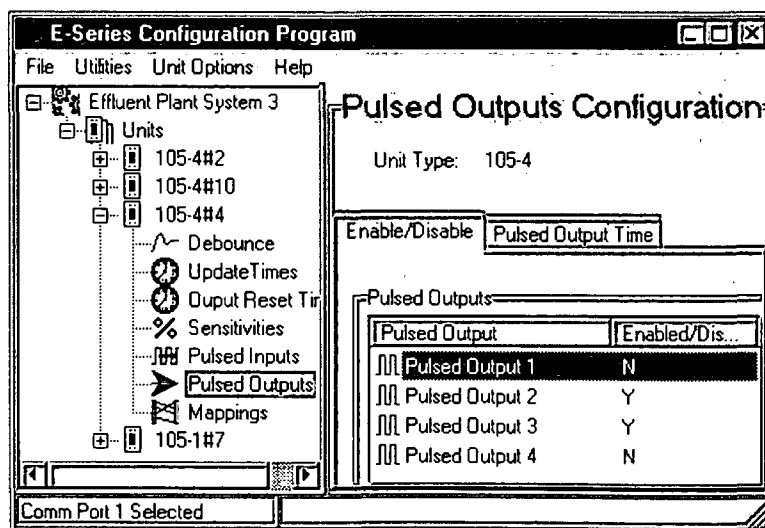 E-Series Configuration Program
File Utilities Unit Options Help
Effluent Plant System 3
Units
105-4#2
105-4#10
105-4#4
Debounce
UpdateTimes
Ouput Reset Tir
Sensitivities
Pulsed Inputs
Pulsed Outputs
Mappings
105-1#7
Pulsed Outputs Configuration
Unit Type: 105-4
Enable/Disable Pulsed Output Time
Pulsed Outputs
Pulsed Output Enabled/Dis...
Pulsed Output 1 N
Pulsed Output 2 Y
Pulsed Output 3 Y
Pulsed Output 4 N
Comm Port 1 Selected